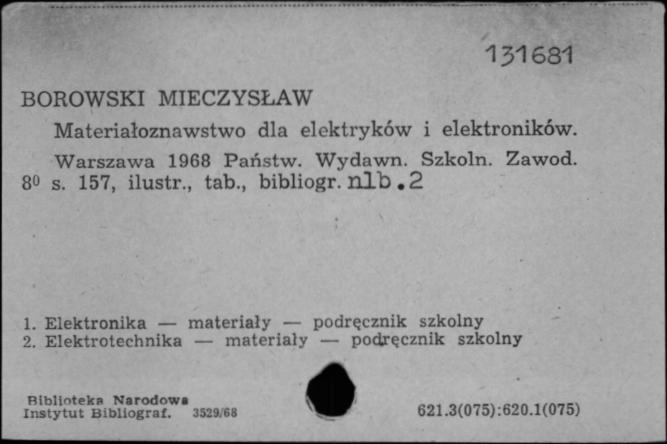 131681
BOROWSKI MIECZYSŁAW
Materiałoznawstwo dla elektryków i elektroników.
Warszawa 1968 Państw. Wydawn. Szkoln. Zawod.
8⁰ s. 157, ilustr., tab., bibliogr. nlb.2
1. Elektronika — materiały — podręcznik szkolny
2. Elektrotechnika — materiały — podręcznik szkolny
Biblioteka Narodowa
Instytut Bibliograf. 3529/68 621.3(075):620.1(075)